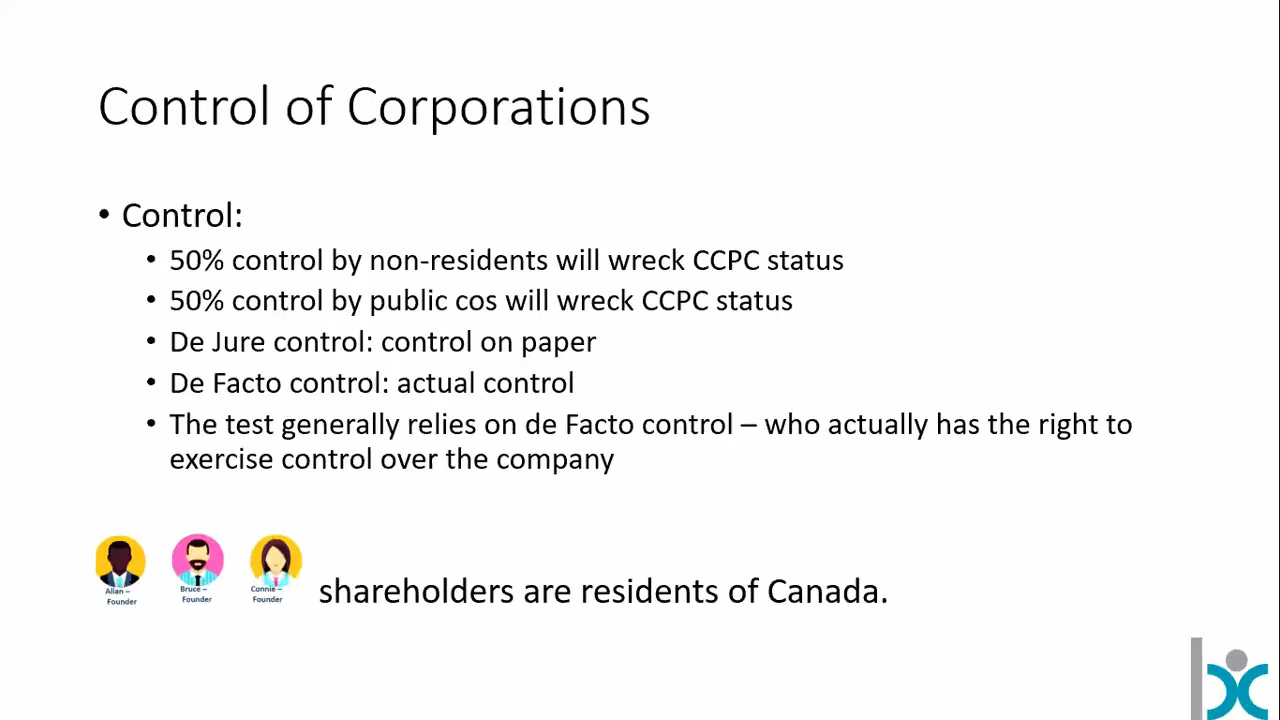 Control of Corporations
• Control:
• 50% control by non-residents will wreck CCPC status
• 50% control by public cos will wreck CCPC status
• De Jure control: control on paper
• De Facto control: actual control
• The test generally relies on de Facto control – who actually has the right to
exercise control over the company
Allan –
Founder
Bruce –
Founder
Connie –
Founder
shareholders are residents of Canada.